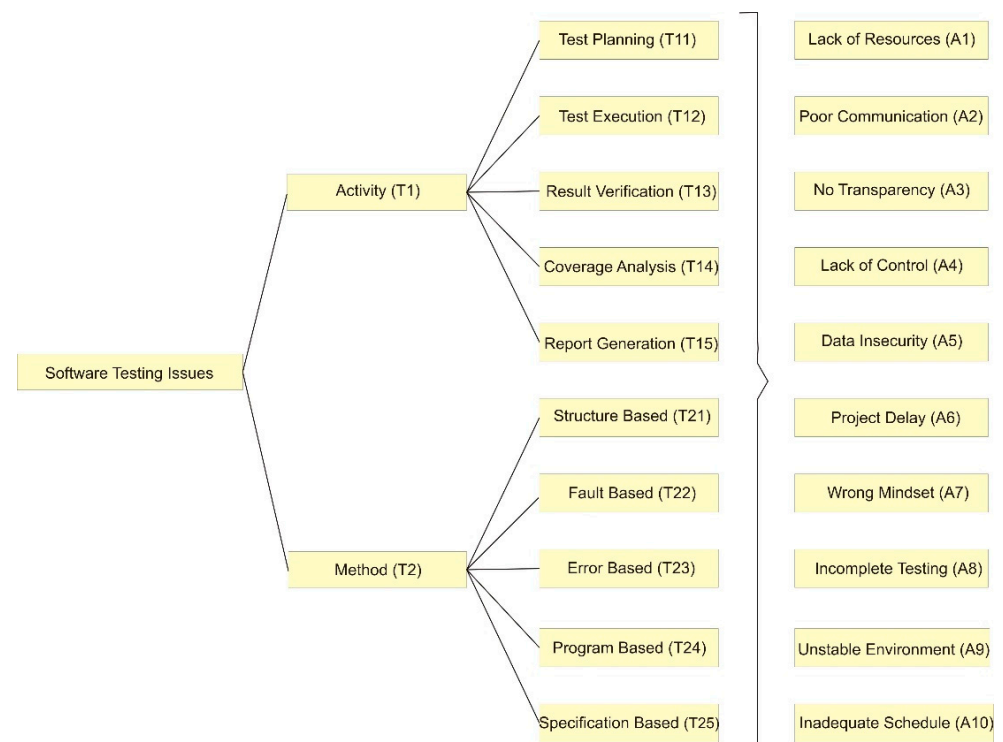 Test Planning (T11)
Lack of Resources (A1)
Test Execution (T12)
Poor Communication (A2)
Activity (T1)
Result Verification (T13)
No Transparency (A3)
Coverage Analysis (T14)
Lack of Control (A4)
Report Generation (T15)
Data Insecurity (A5)
Software Testing Issues
Structure Based (T21)
Project Delay (A6)
Fault Based (T22)
Wrong Mindset (A7)
Method (T2)
Error Based (T23)
Incomplete Testing (A8)
Program Based (T24)
Unstable Environment (A9)
Specification Based (T25)
Inadequate Schedule (A10)